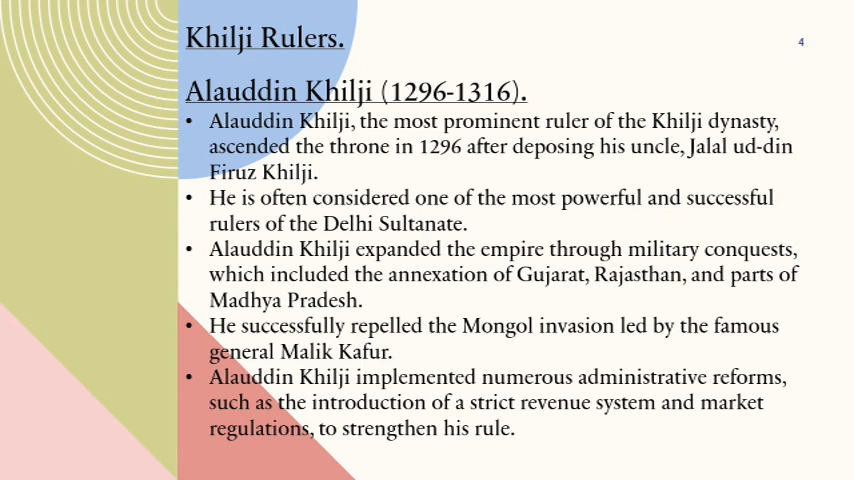 Khilji Rulers.
4
Alauddin Khilji (1296-1316).
• Alauddin Khilji, the most prominent ruler of the Khilji dynasty,
ascended the throne in 1296 after deposing his uncle, Jalal ud-din
Firuz Khilji.
• He is often considered one of the most powerful and successful
rulers of the Delhi Sultanate.
• Alauddin Khilji expanded the empire through military conquests,
which included the annexation of Gujarat, Rajasthan, and parts of
Madhya Pradesh.
• He successfully repelled the Mongol invasion led by the famous
general Malik Kafur.
• Alauddin Khilji implemented numerous administrative reforms,
such as the introduction of a strict revenue system and market
regulations, to strengthen his rule.